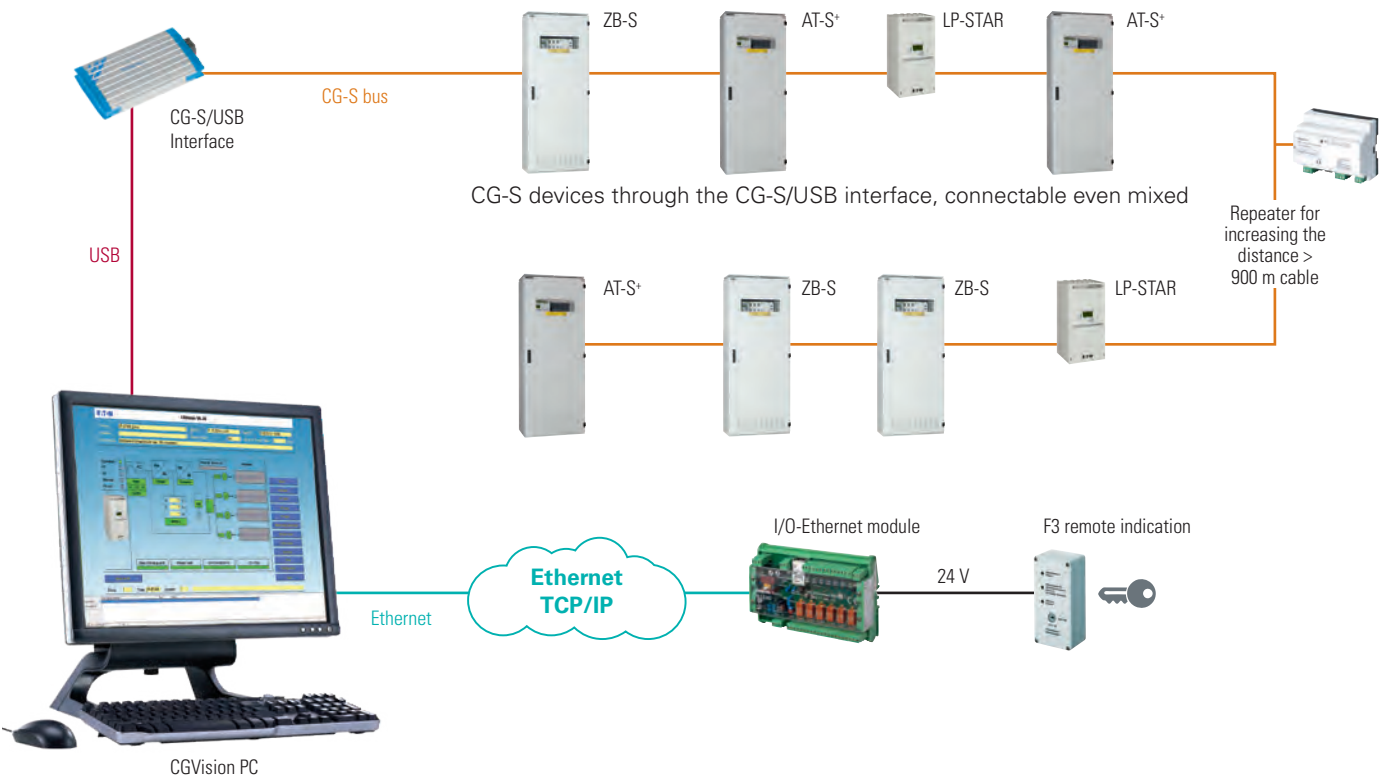 ZB-S
AT-S⁺
LP-STAR
AT-S⁺
CG-S bus
CG-S/USB
Interface
CG-S devices through the CG-S/USB interface, connectable even mixed
Repeater for
increasing the
distance >
900 m cable
USB
AT-S⁺
ZB-S
ZB-S
LP-STAR
I/O-Ethernet module
F3 remote indication
Ethernet
TCP/IP
24 V
Ethernet
CGVision PC